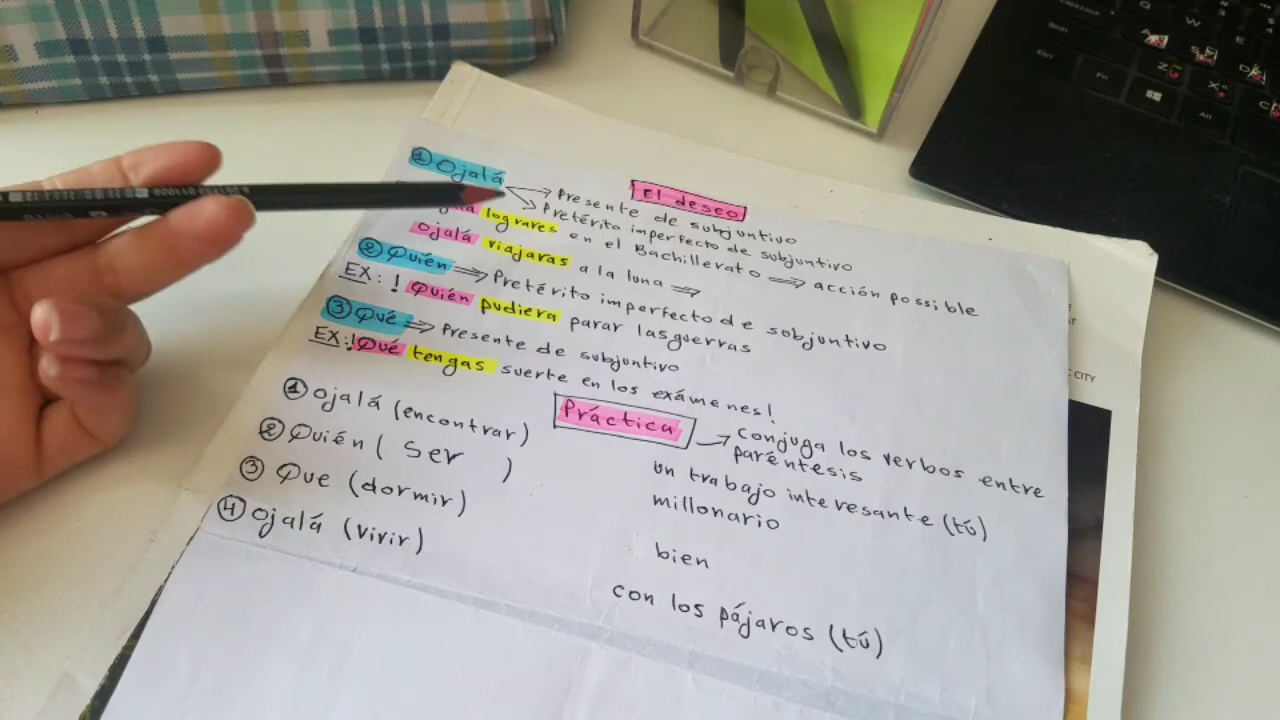 ① Ojalá
El deseo
Presente de subjuntivo
Pretérito imperfecto de subjuntivo
lograres en el Bachillerato ⟹ acción possible
Ojalá viajaras a la luna ⟹
② Quién ⟹ Pretérito imperfecto de subjuntivo
EX: ! Quién pudiera parar las guerras
③ Qué ⟹ Presente de subjuntivo
EX: ! Qué tengas suerte en los exámenes!
Práctica → conjuga los verbos entre
paréntesis
① Ojalá (encontrar) un trabajo interesante (tú)
② Quién ( ser ) millonario
③ Que (dormir) bien
④ Ojalá (vivir) con los pájaros (tú)
CITY